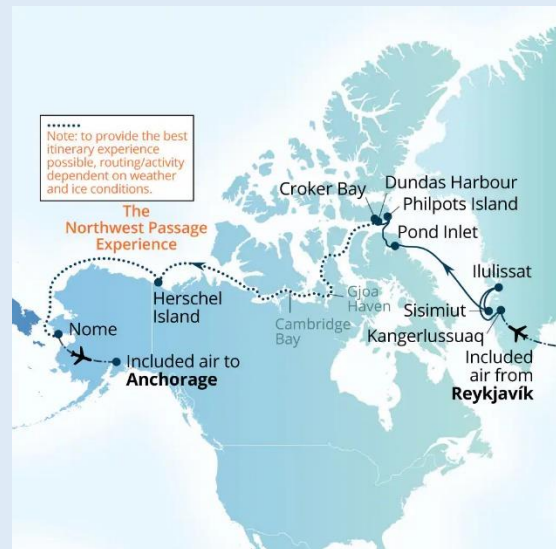 .......
Note: to provide the best
itinerary experience
possible, routing/activity
dependent on weather
and ice conditions.
The
Northwest Passage
Experience
Croker Bay
Dundas Harbour
Philpots Island
Pond Inlet
Ilulissat
Sisimiut
Kangerlussuaq
Included
air from
Reykjavík
Gjoa
Haven
Cambridge
Bay
Herschel
Island
Nome
Included air to
Anchorage